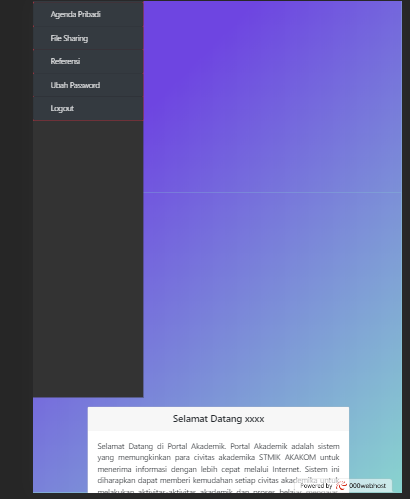 Agenda Pribadi
File Sharing
Referensi
Ubah Password
Logout
Selamat Datang xxxx
Selamat Datang di Portal Akademik. Portal Akademik adalah sistem
yang memungkinkan para civitas akademika STMIK AKAKOM untuk
menerima informasi dengan lebih cepat melalui Internet. Sistem ini
diharapkan dapat memberi kemudahan setiap civitas akademika untuk
melakukan aktivitas-aktivitas akademik dan proses belajar mengajar.
Powered by 000webhost